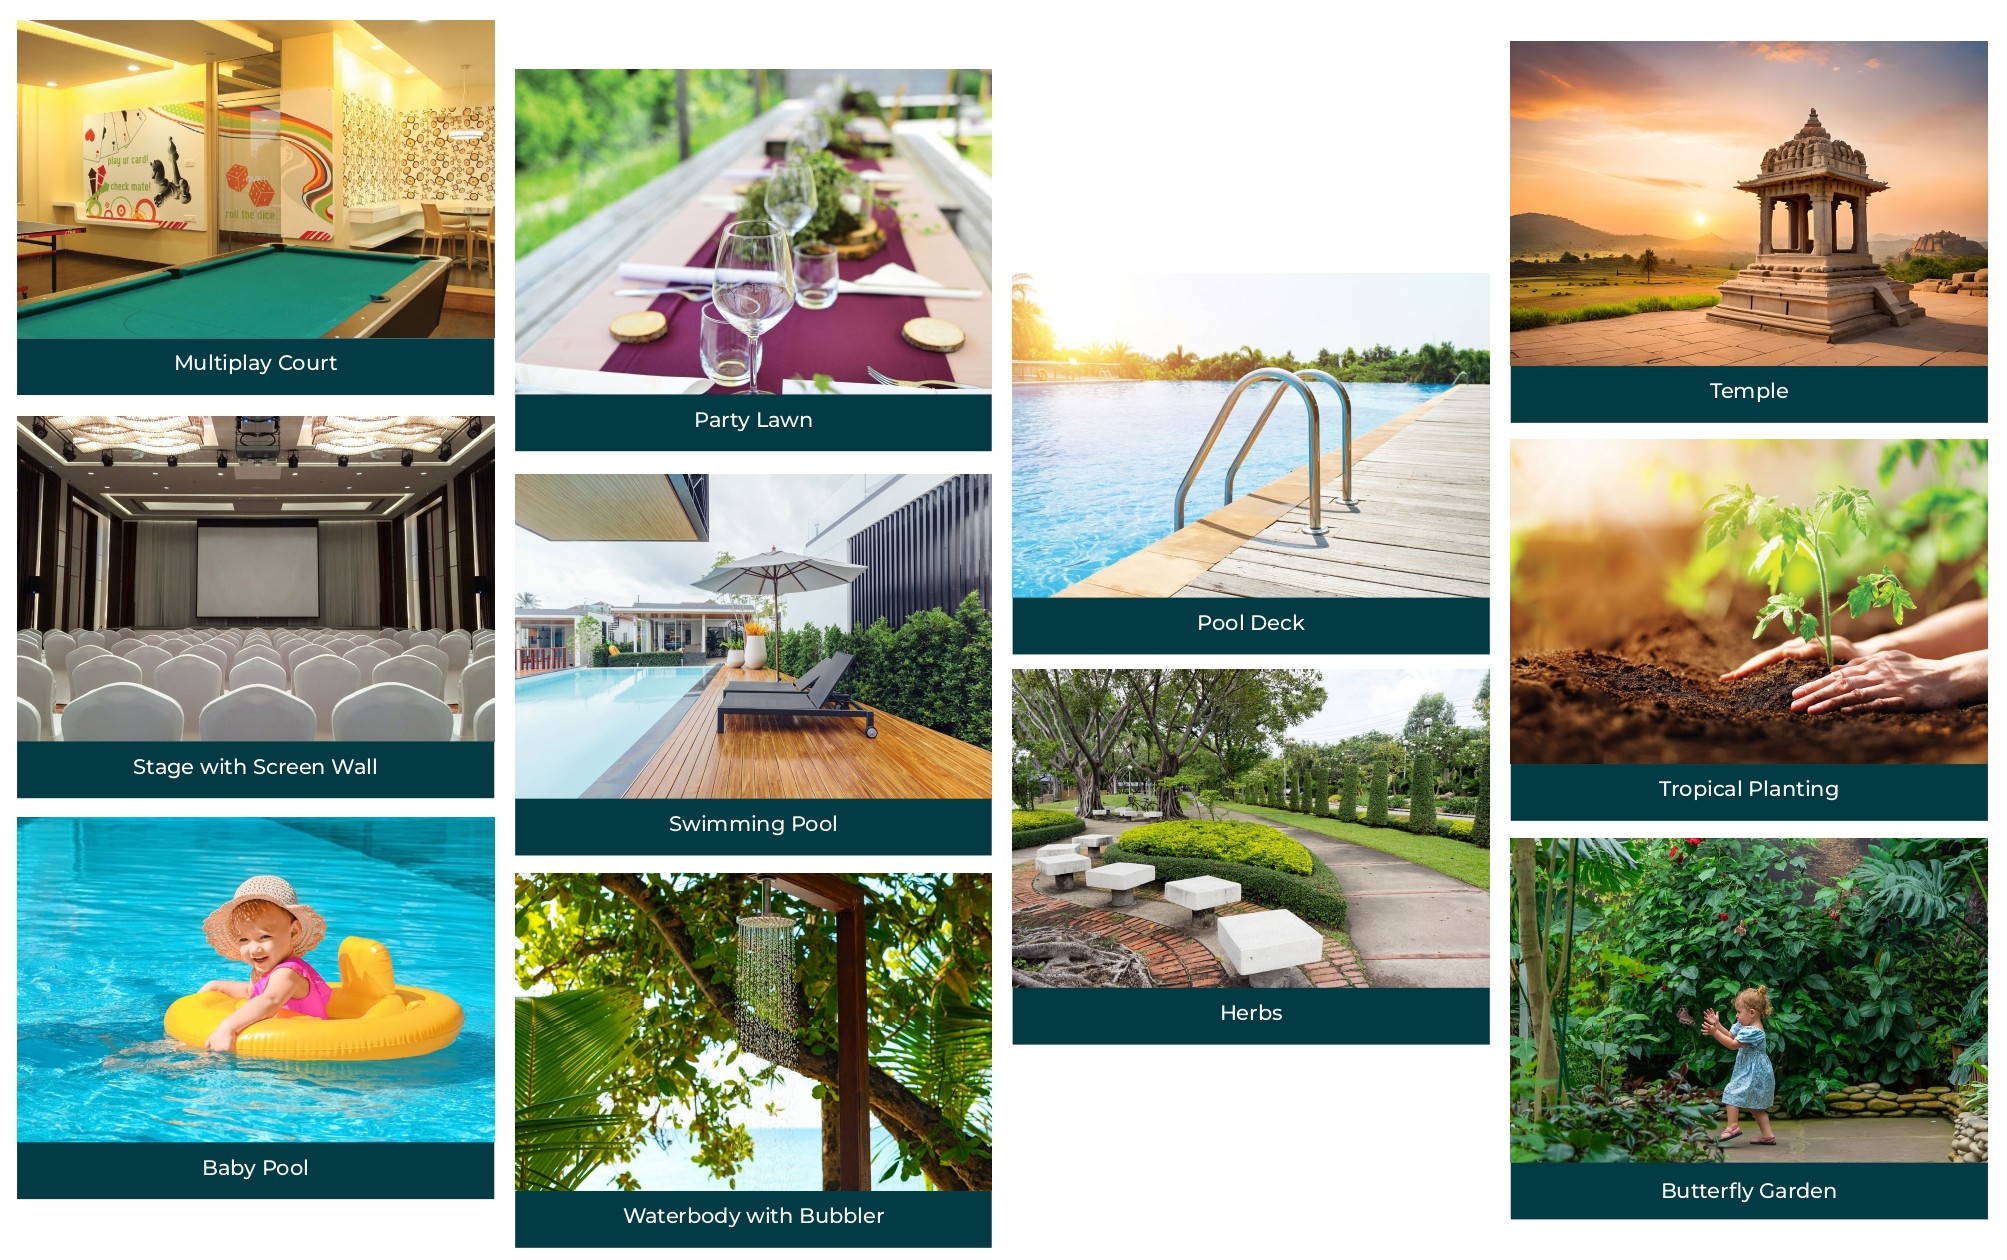 play ur card!
check mate!
roll the dice...
Multiplay Court
Stage with Screen Wall
Baby Pool
Party Lawn
Swimming Pool
Waterbody with Bubbler
Pool Deck
Herbs
Temple
Tropical Planting
Butterfly Garden